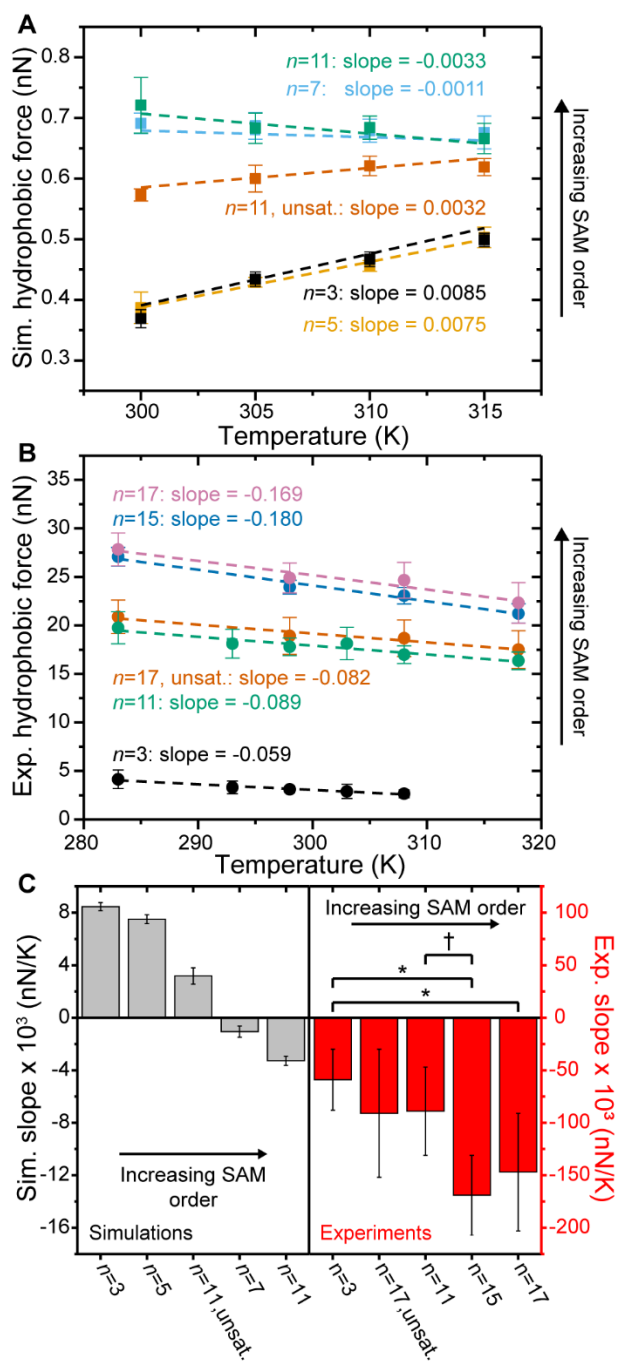 A
Sim. hydrophobic force (nN)
0.8
0.7
0.6
0.5
0.4
0.3
n=11: slope = -0.0033
n=7: slope = -0.0011
n=11, unsat.: slope = 0.0032
n=3: slope = 0.0085
n=5: slope = 0.0075
300 305 310 315
Temperature (K)
Increasing SAM order
B
Exp. hydrophobic force (nN)
35
30
25
20
15
10
5
0
n=17: slope = -0.169
n=15: slope = -0.180
n=17, unsat.: slope = -0.082
n=11: slope = -0.089
n=3: slope = -0.059
280 290 300 310 320
Temperature (K)
Increasing SAM order
C
Sim. slope x 10³ (nN/K)
8
4
0
-4
-8
-12
-16
Increasing SAM
order
Simulations
Increasing SAM order
†
*
*
Experiments
100
50
0
-50
-100
-150
-200
Exp. slope x 10³ (nN/K)
n=3
n=5
n=11,unsat.
n=7
n=11
n=3
n=17,unsat.
n=11
n=15
n=17